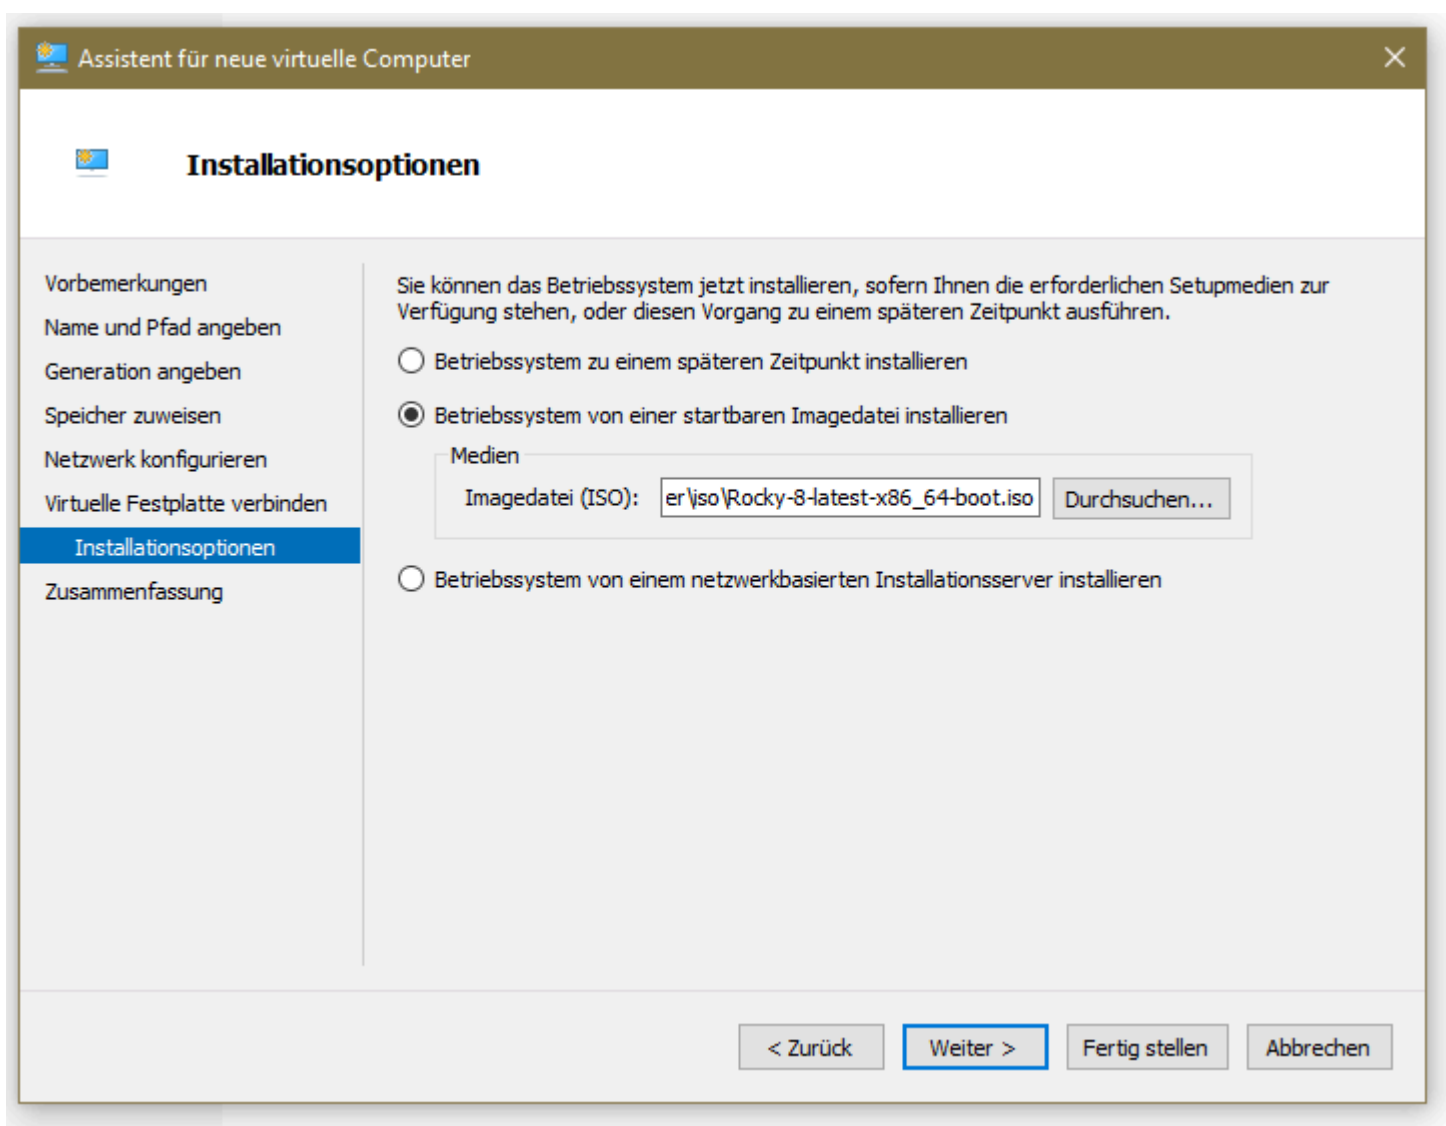 Assistent für neue virtuelle Computer
Installationsoptionen
Vorbemerkungen
Name und Pfad angeben
Generation angeben
Speicher zuweisen
Netzwerk konfigurieren
Virtuelle Festplatte verbinden
Installationsoptionen
Zusammenfassung
Sie können das Betriebssystem jetzt installieren, sofern Ihnen die erforderlichen Setupmedien zur
Verfügung stehen, oder diesen Vorgang zu einem späteren Zeitpunkt ausführen.
Betriebssystem zu einem späteren Zeitpunkt installieren
Betriebssystem von einer startbaren Imagedatei installieren
Medien
Imagedatei (ISO): er\iso\Rocky-8-latest-x86_64-boot.iso Durchsuchen...
Betriebssystem von einem netzwerkbasierten Installationsserver installieren
< Zurück Weiter > Fertig stellen Abbrechen